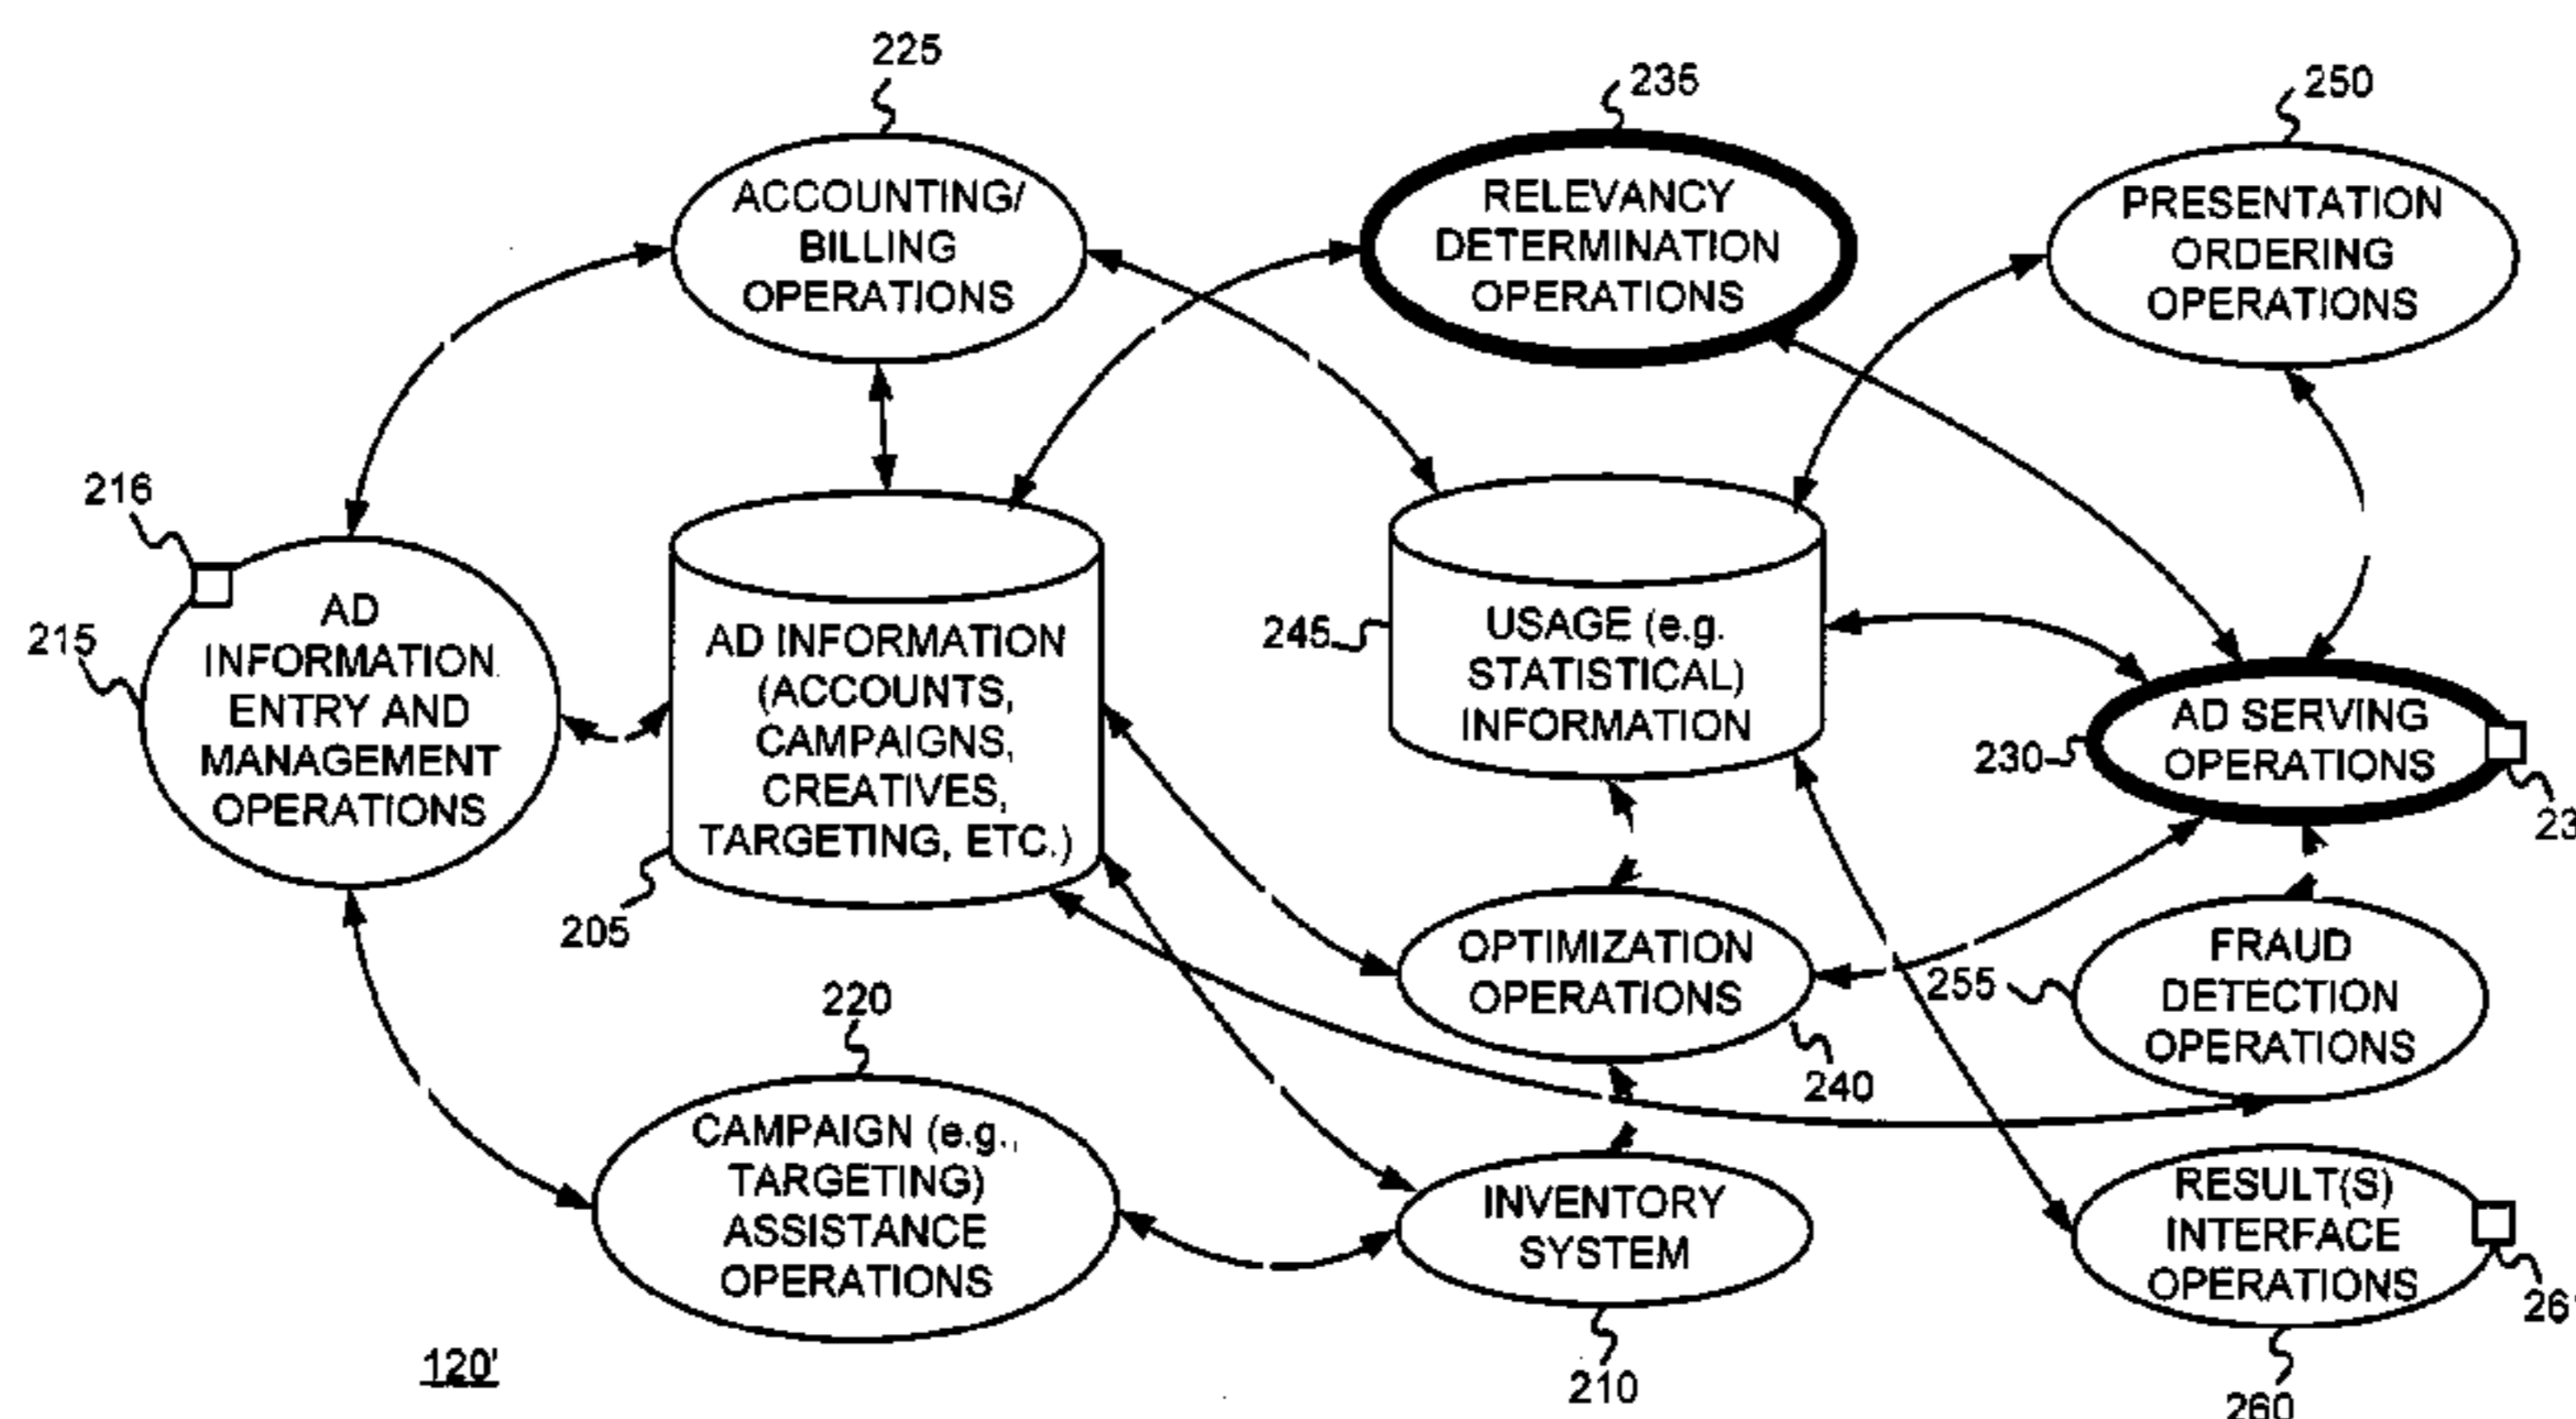 225
235
250
ACCOUNTING/
BILLING
OPERATIONS
RELEVANCY
DETERMINATION
OPERATIONS
PRESENTATION
ORDERING
OPERATIONS
216
215
AD
INFORMATION
ENTRY AND
MANAGEMENT
OPERATIONS
AD INFORMATION
(ACCOUNTS,
CAMPAIGNS,
CREATIVES,
TARGETING, ETC.)
205
245
USAGE (e.g.
STATISTICAL)
INFORMATION
230
AD SERVING
OPERATIONS
OPTIMIZATION
OPERATIONS
240
255
FRAUD
DETECTION
OPERATIONS
220
CAMPAIGN (e.g.,
TARGETING)
ASSISTANCE
OPERATIONS
INVENTORY
SYSTEM
210
RESULT(S)
INTERFACE
OPERATIONS
260
120'